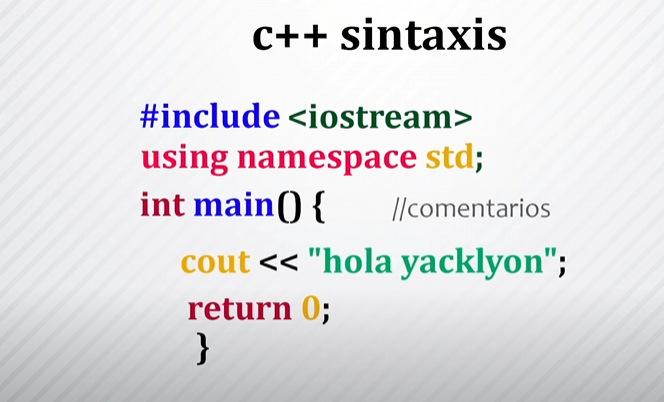 c++ sintaxis
#include <iostream>
using namespace std;
int main() { //comentarios
cout << "hola yacklyon";
return 0;
}